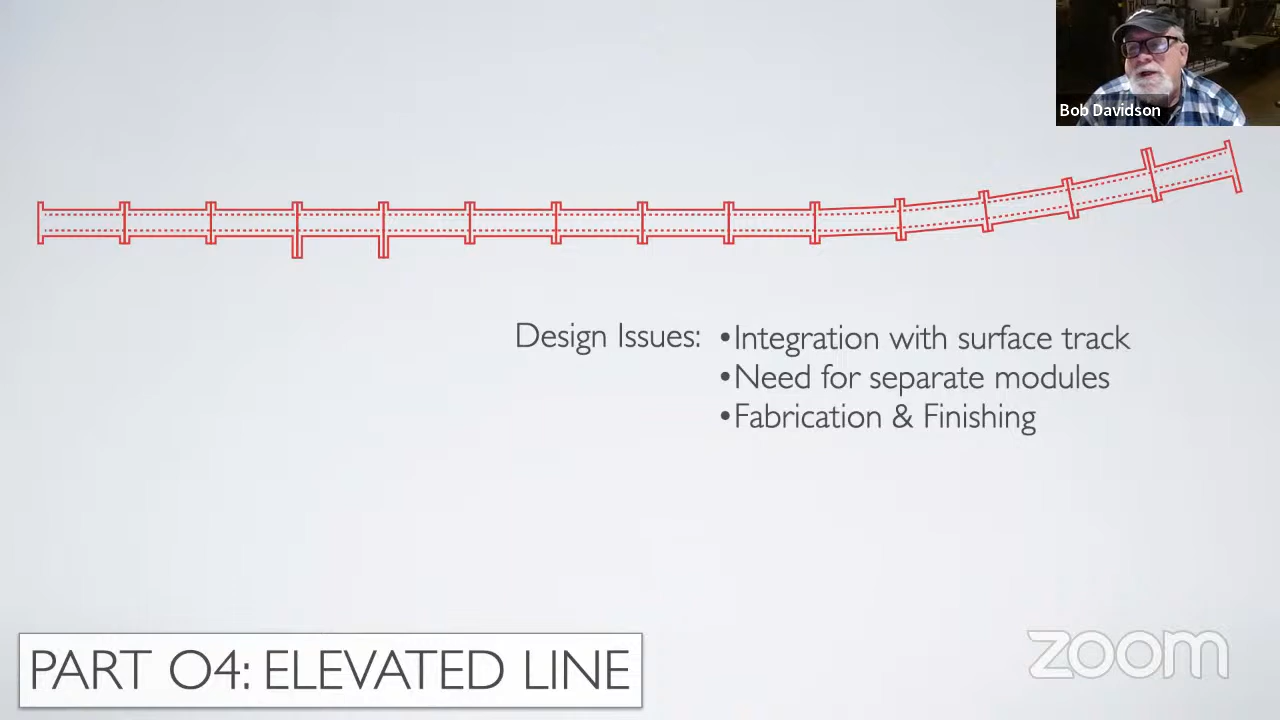 Bob Davidson
Design Issues:
•Integration with surface track
•Need for separate modules
•Fabrication & Finishing
PART 04: ELEVATED LINE
zoom